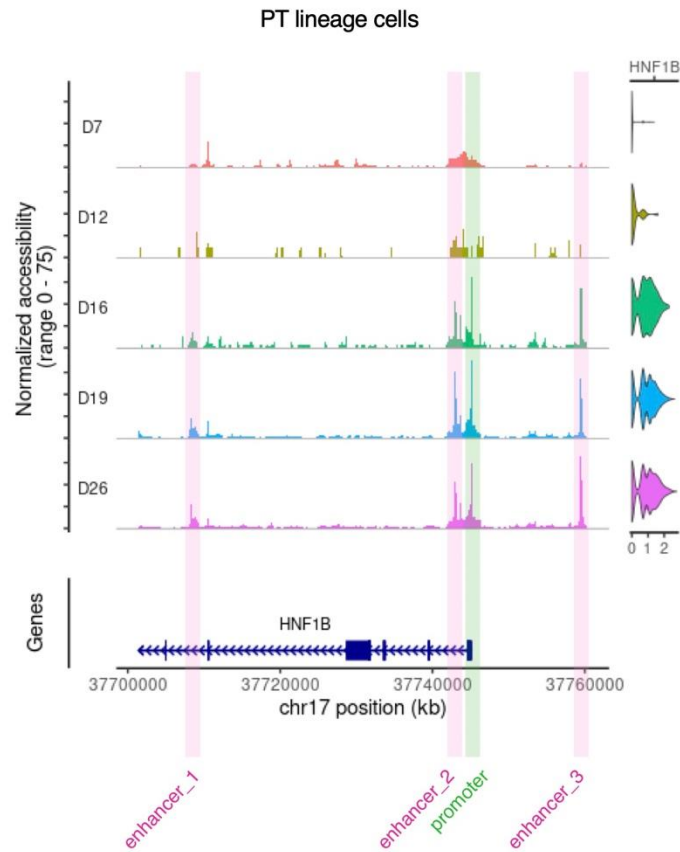 PT lineage cells
HNF1B
D7
D12
D16
D19
D26
Normalized accessibility
(range 0 - 75)
0 1 2
Genes
HNF1B
37700000 37720000 37740000 37760000
chr17 position (kb)
enhancer_1
enhancer_2
promoter
enhancer_3